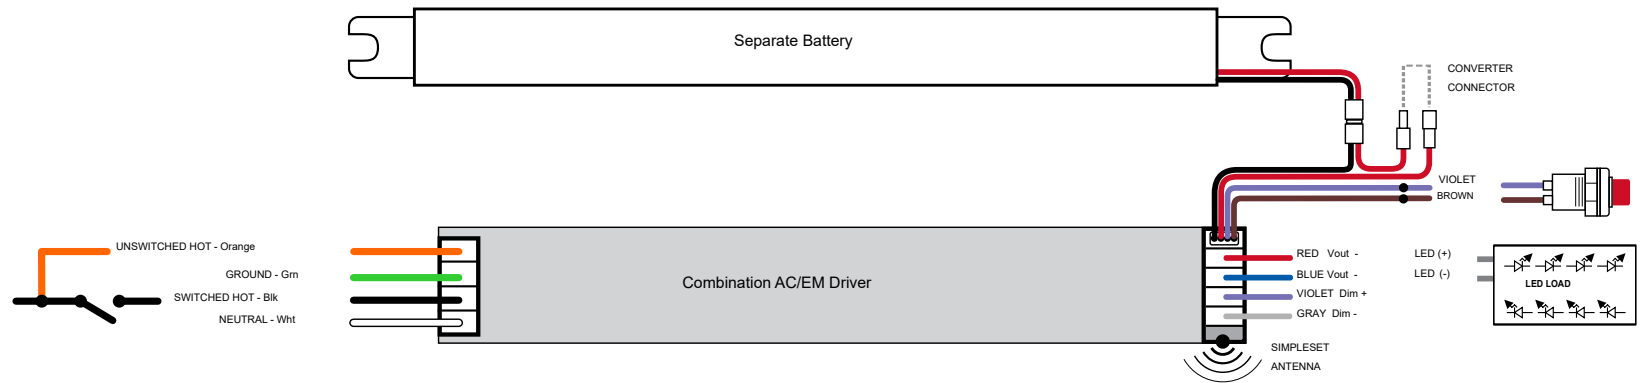 Separate Battery
CONVERTER
CONNECTOR
VIOLET
BROWN
UNSWITCHED HOT - Orange
GROUND - Grn
SWITCHED HOT - Blk
NEUTRAL - Wht
Combination AC/EM Driver
RED Vout -
BLUE Vout -
VIOLET Dim +
GRAY Dim -
LED (+)
LED (-)
LED LOAD
SIMPLESET
ANTENNA